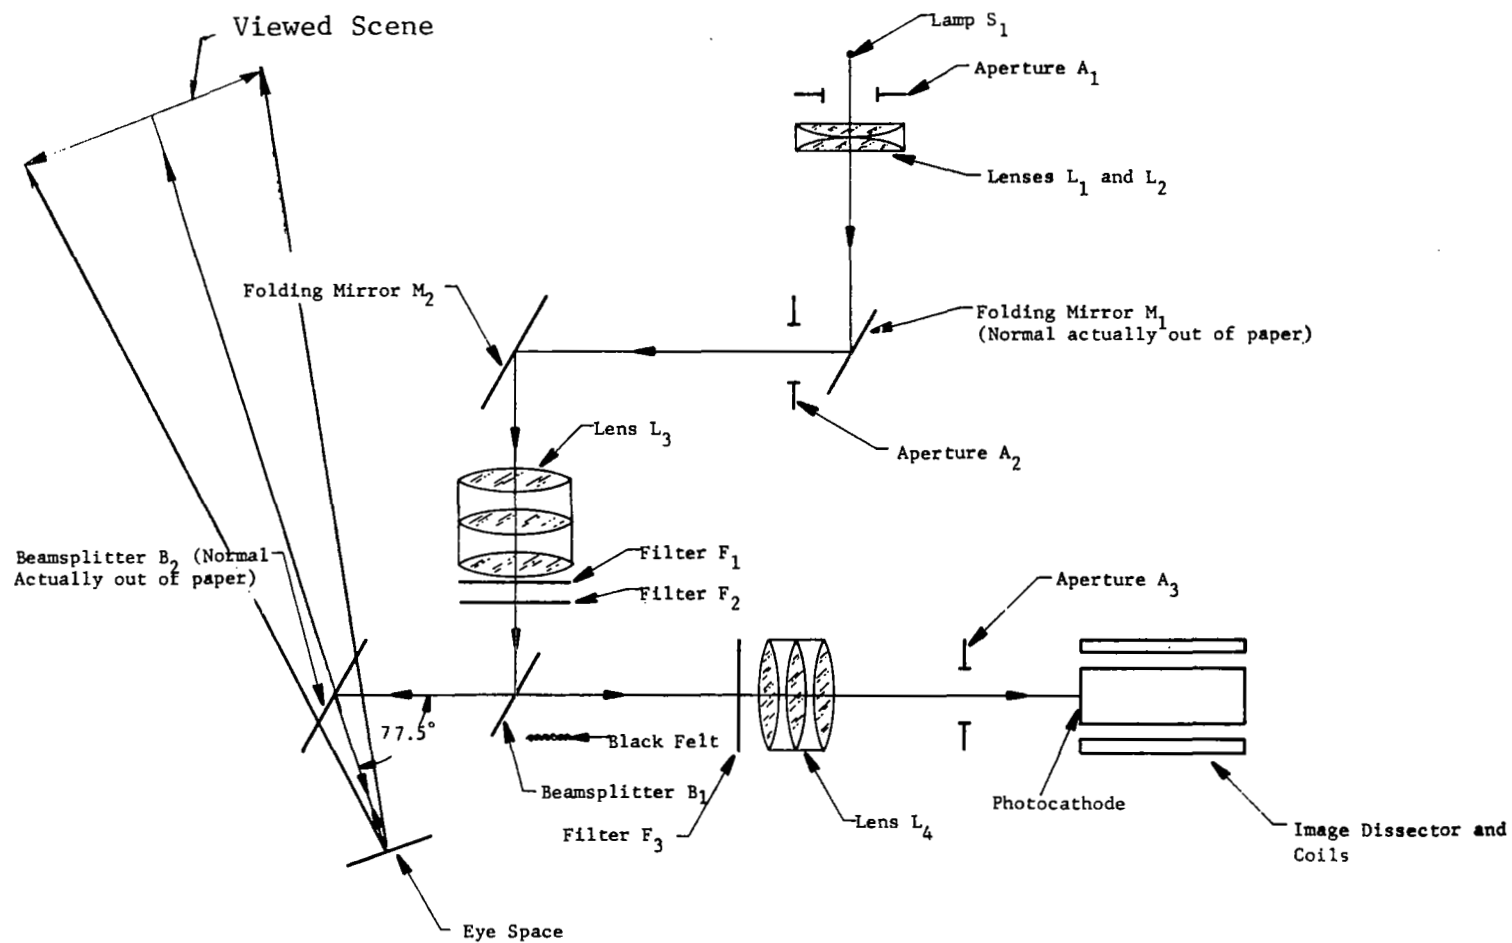 Viewed Scene
Lamp S1
Aperture A1
Lenses L1 and L2
Folding Mirror M2
Folding Mirror M1
(Normal actually out of paper)
Aperture A2
Lens L3
Beamsplitter B2 (Normal
Actually out of paper)
Filter F1
Filter F2
Aperture A3
77.5°
Black Felt
Beamsplitter B1
Filter F3
Lens L4
Photocathode
Image Dissector and
Coils
Eye Space